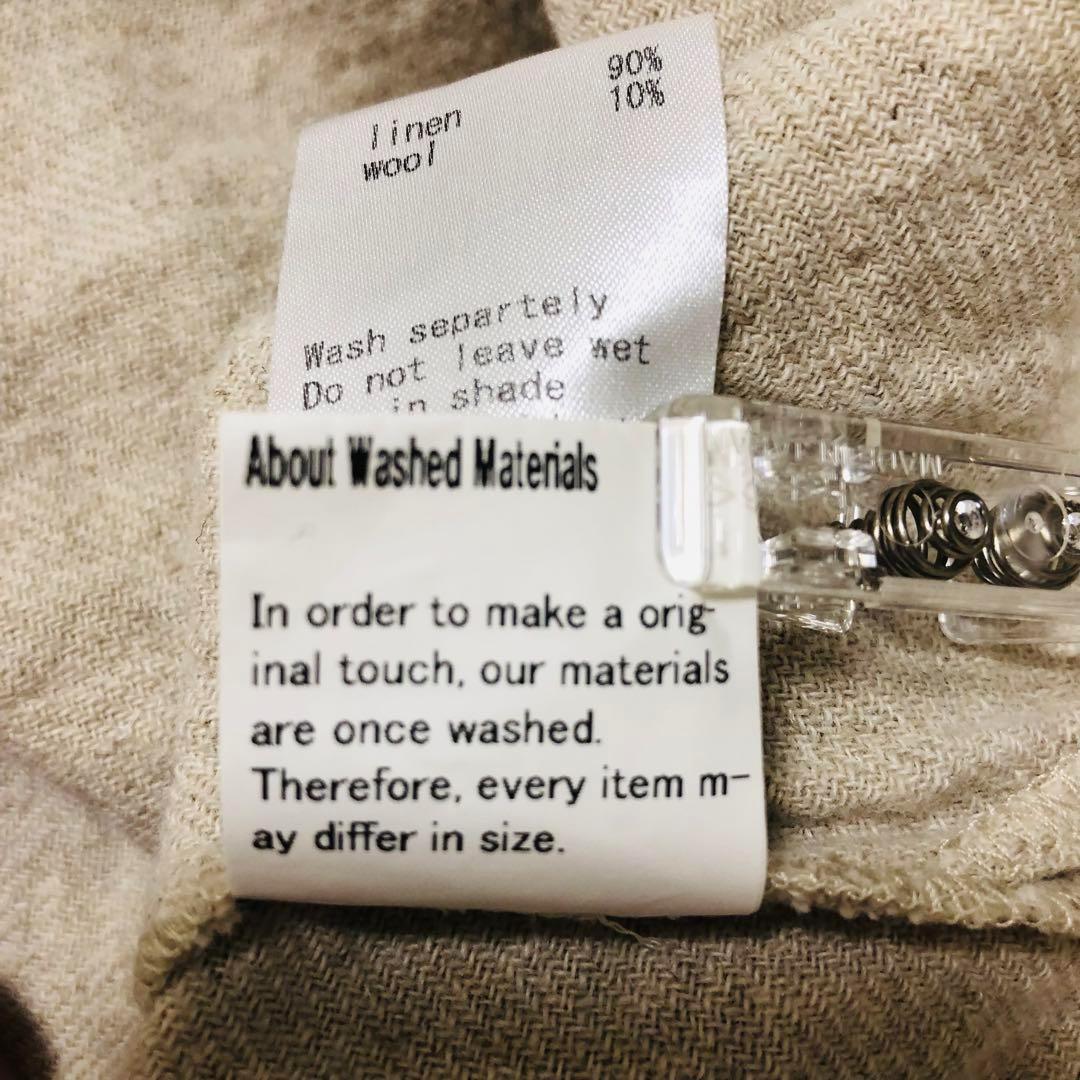 linen 90%
wool 10%
Wash separtely
Do not leave wet
in shade
About Washed Materials
In order to make a orig-
inal touch, our materials
are once washed.
Therefore, every item m-
ay differ in size.